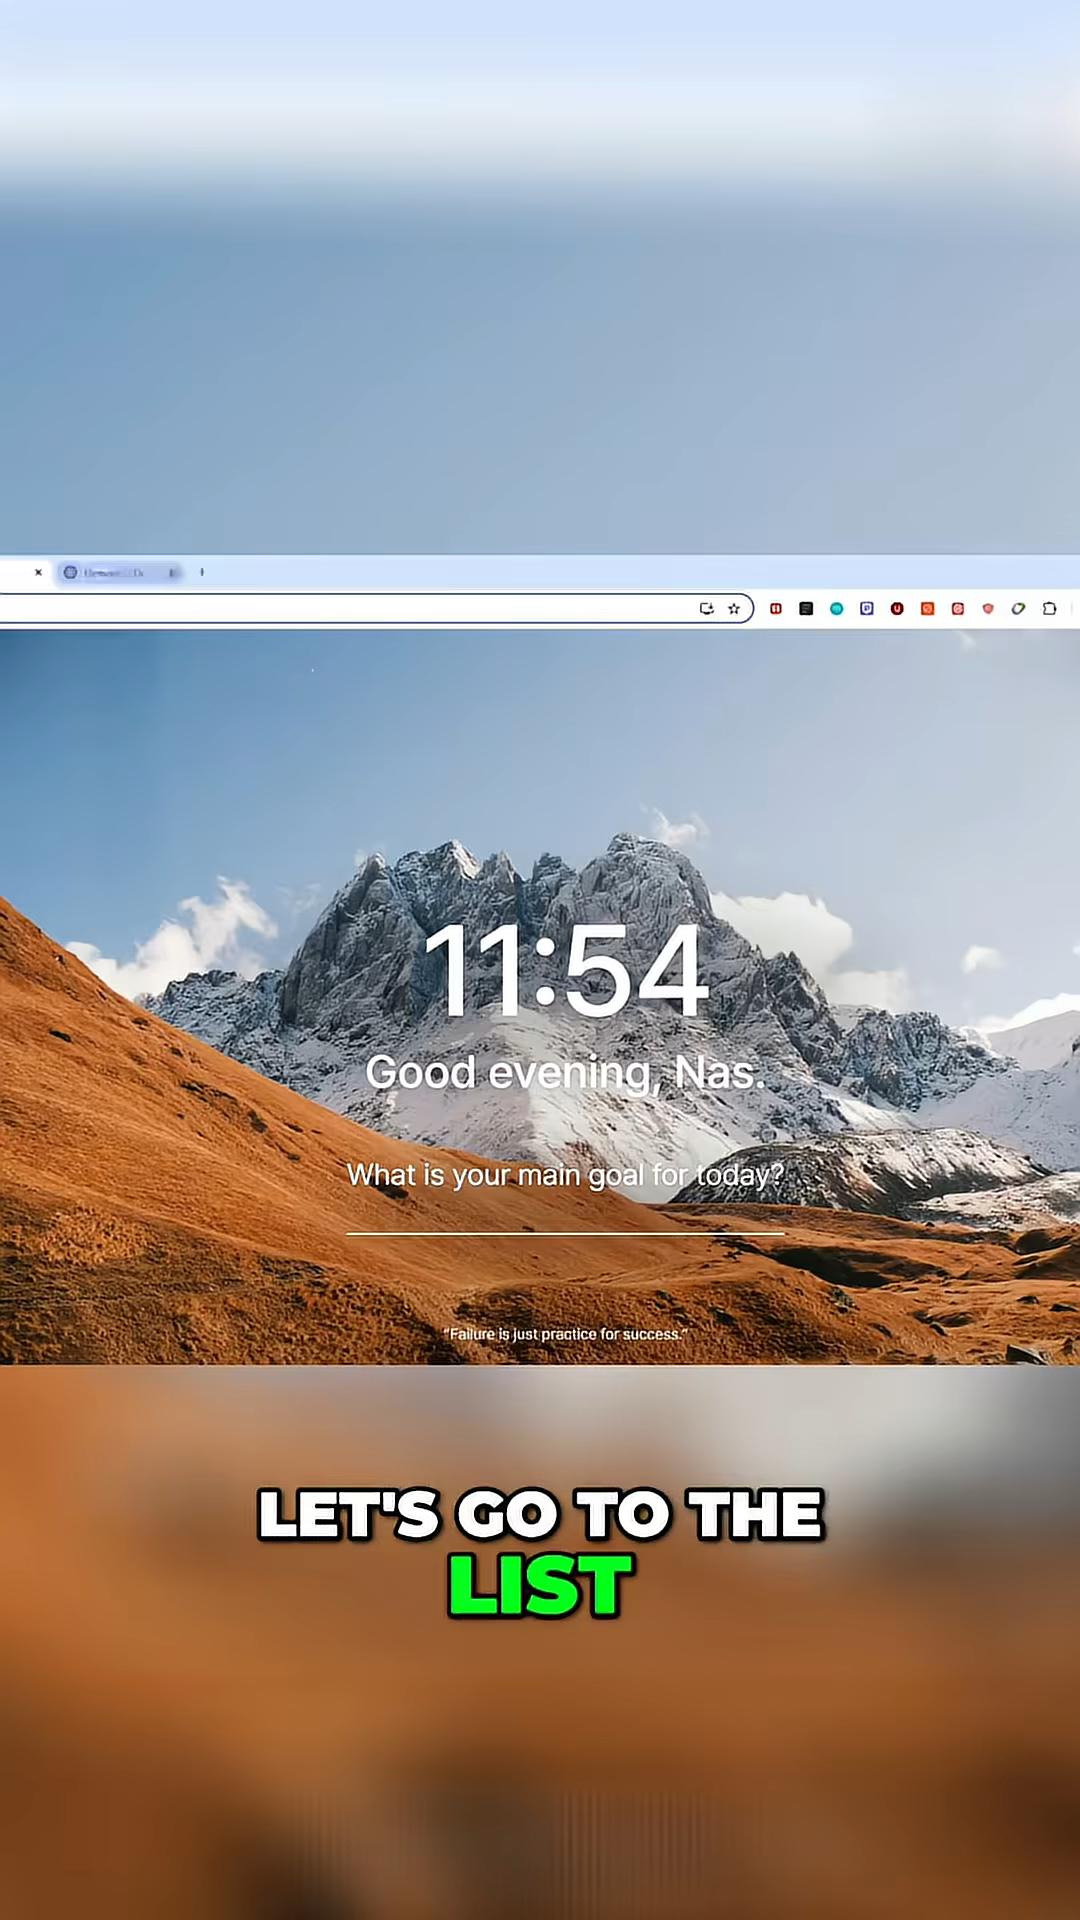 11:54
Good evening, Nas.
What is your main goal for today?
"Failure is just practice for success."
LET'S GO TO THE
LIST